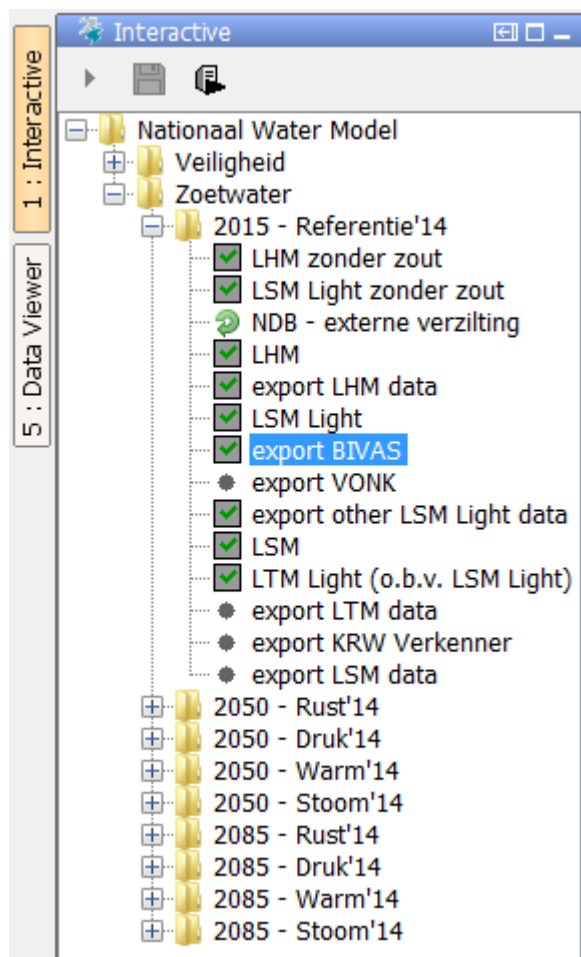 Interactive
1 : Interactive
5 : Data Viewer
Nationaal Water Model
Veiligheid
Zoetwater
2015 - Referentie'14
LHM zonder zout
LSM Light zonder zout
NDB - externe verzilting
LHM
export LHM data
LSM Light
export BIVAS
export VONK
export other LSM Light data
LSM
LTM Light (o.b.v. LSM Light)
export LTM data
export KRW Verkenner
export LSM data
2050 - Rust'14
2050 - Druk'14
2050 - Warm'14
2050 - Stoom'14
2085 - Rust'14
2085 - Druk'14
2085 - Warm'14
2085 - Stoom'14